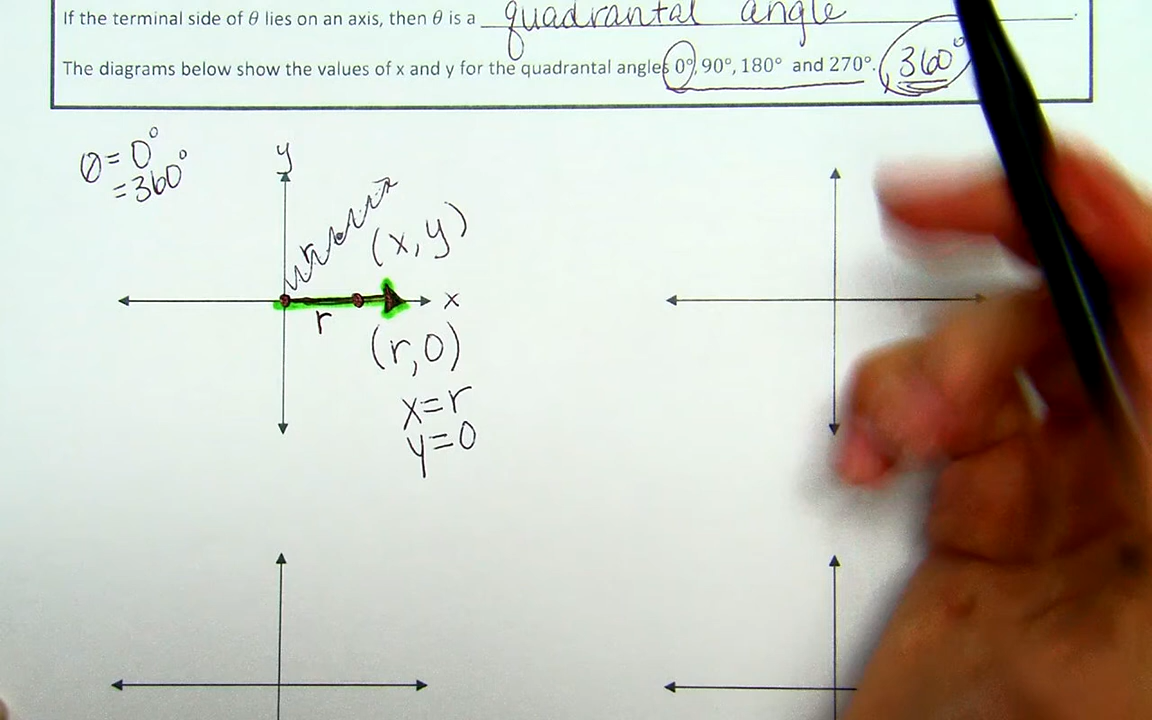 If the terminal side of θ lies on an axis, then θ is a quadrantal angle.
The diagrams below show the values of x and y for the quadrantal angles 0°, 90°, 180° and 270°. 360°
θ=0°
=360°
y
r
(x,y)
x
r
(r,0)
x=r
y=0